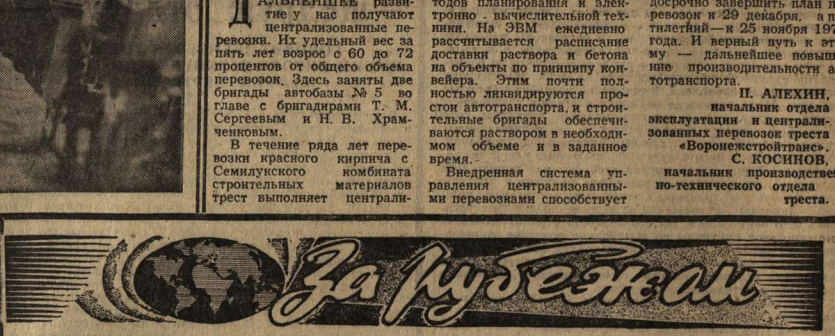 ДАЛЬНЕЙШЕЕ разви-
тие у нас получают
централизованные пе-
ревозки. Их удельный вес за
пять лет возрос с 60 до 72
процентов от общего объема
перевозок. Здесь заняты две
бригады автобазы № 5 во
главе с бригадирами Т. М.
Сергеевым и Н. В. Храм-
ченковым.
В течение ряда лет пере-
возки красного кирпича с
Семилукского комбината
строительных материалов
трест выполняет централи-
тодов планирования и элек-
тронно - вычислительной тех-
ники. На ЭВМ ежедневно
рассчитывается расписание
доставки раствора и бетона
на объекты по принципу кон-
вейера. Этим почти пол-
ностью ликвидируются про-
стои автотранспорта, и строи-
тельные бригады обеспечи-
ваются раствором в необходи-
мом объеме и в заданное
время.
Внедренная система уп-
равления централизованны-
ми перевозками способствует
досрочно завершить план п
ревозок к 29 декабря, а п
тилетний — к 25 ноября 197
года. И верный путь к эт
му — дальнейшее повыш
ние производительности а
тотранспорта.
П. АЛЕХИН,
начальник отдела
эксплуатации и централи-
зованных перевозок треста
«Воронежстройтранс».
С. КОСИНОВ,
начальник производстве
но-технического отдела
треста.
За рубежом